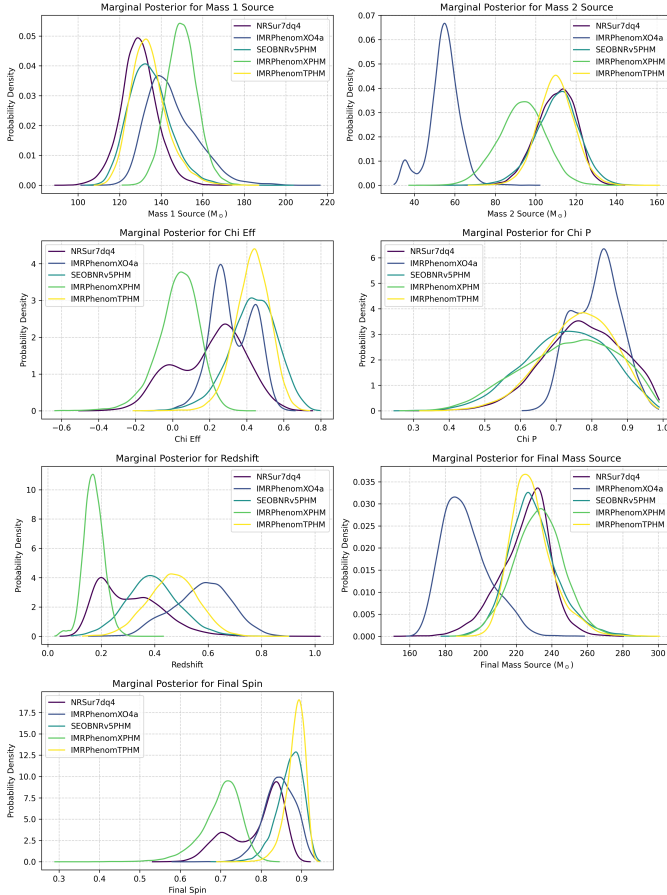 Marginal Posterior for Mass 1 Source
Probability Density
0.05
0.04
0.03
0.02
0.01
0.00
NRSur7dq4
IMRPhenomXO4a
SEOBNRv5PHM
IMRPhenomXPHM
IMRPhenomTPHM
100 120 140 160 180 200 220
Mass 1 Source (M⊙)
Marginal Posterior for Mass 2 Source
Probability Density
0.07
0.06
0.05
0.04
0.03
0.02
0.01
0.00
NRSur7dq4
IMRPhenomXO4a
SEOBNRv5PHM
IMRPhenomXPHM
IMRPhenomTPHM
40 60 80 100 120 140 160
Mass 2 Source (M⊙)
Marginal Posterior for Chi Eff
Probability Density
4
3
2
1
0
NRSur7dq4
IMRPhenomXO4a
SEOBNRv5PHM
IMRPhenomXPHM
IMRPhenomTPHM
−0.6 −0.4 −0.2 0.0 0.2 0.4 0.6 0.8
Chi Eff
Marginal Posterior for Chi P
Probability Density
6
5
4
3
2
1
0
NRSur7dq4
IMRPhenomXO4a
SEOBNRv5PHM
IMRPhenomXPHM
IMRPhenomTPHM
0.3 0.4 0.5 0.6 0.7 0.8 0.9 1.0
Chi P
Marginal Posterior for Redshift
Probability Density
10
8
6
4
2
0
NRSur7dq4
IMRPhenomXO4a
SEOBNRv5PHM
IMRPhenomXPHM
IMRPhenomTPHM
0.0 0.2 0.4 0.6 0.8 1.0
Redshift
Marginal Posterior for Final Mass Source
Probability Density
0.035
0.030
0.025
0.020
0.015
0.010
0.005
0.000
NRSur7dq4
IMRPhenomXO4a
SEOBNRv5PHM
IMRPhenomXPHM
IMRPhenomTPHM
160 180 200 220 240 260 280 300
Final Mass Source (M⊙)
Marginal Posterior for Final Spin
Probability Density
17.5
15.0
12.5
10.0
7.5
5.0
2.5
0.0
NRSur7dq4
IMRPhenomXO4a
SEOBNRv5PHM
IMRPhenomXPHM
IMRPhenomTPHM
0.3 0.4 0.5 0.6 0.7 0.8 0.9
Final Spin